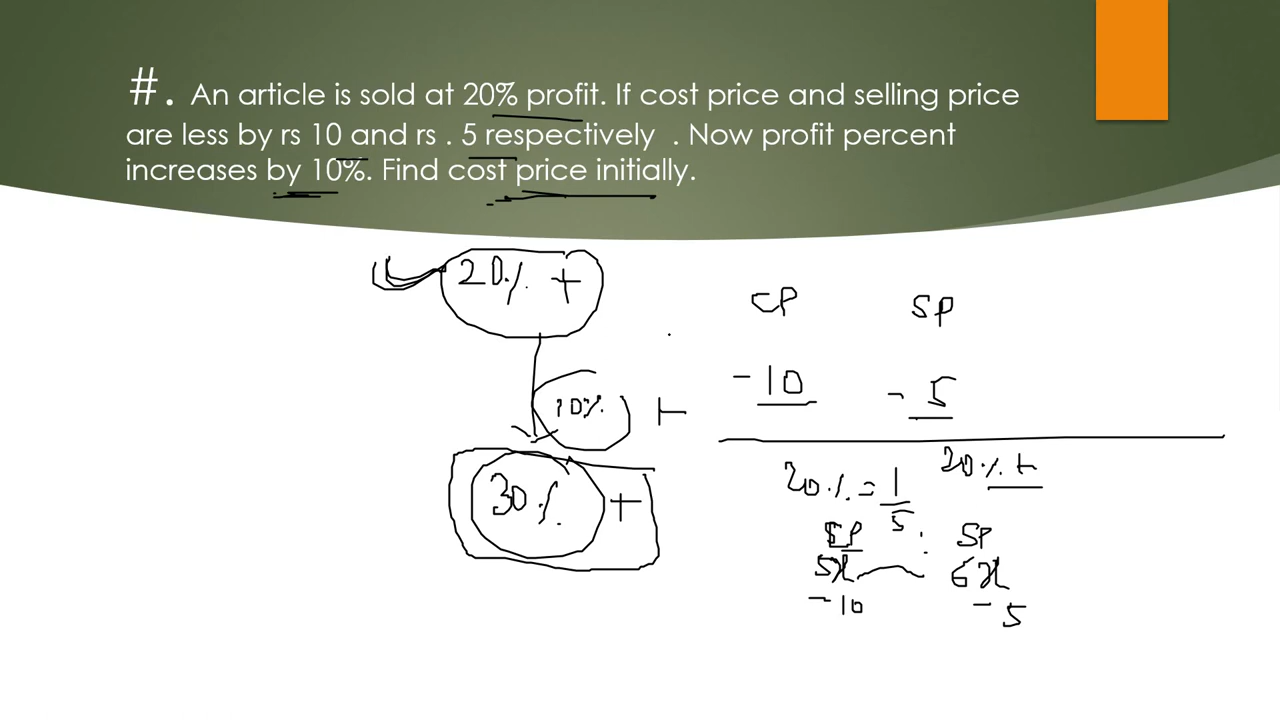 #. An article is sold at 20% profit. If cost price and selling price
are less by rs 10 and rs . 5 respectively . Now profit percent
increases by 10%. Find cost price initially.
20% +
CP SP
-10 -5
10% +
20% = 1/5 20% +
30% +
SP : SP
5x 6x
-10 -5